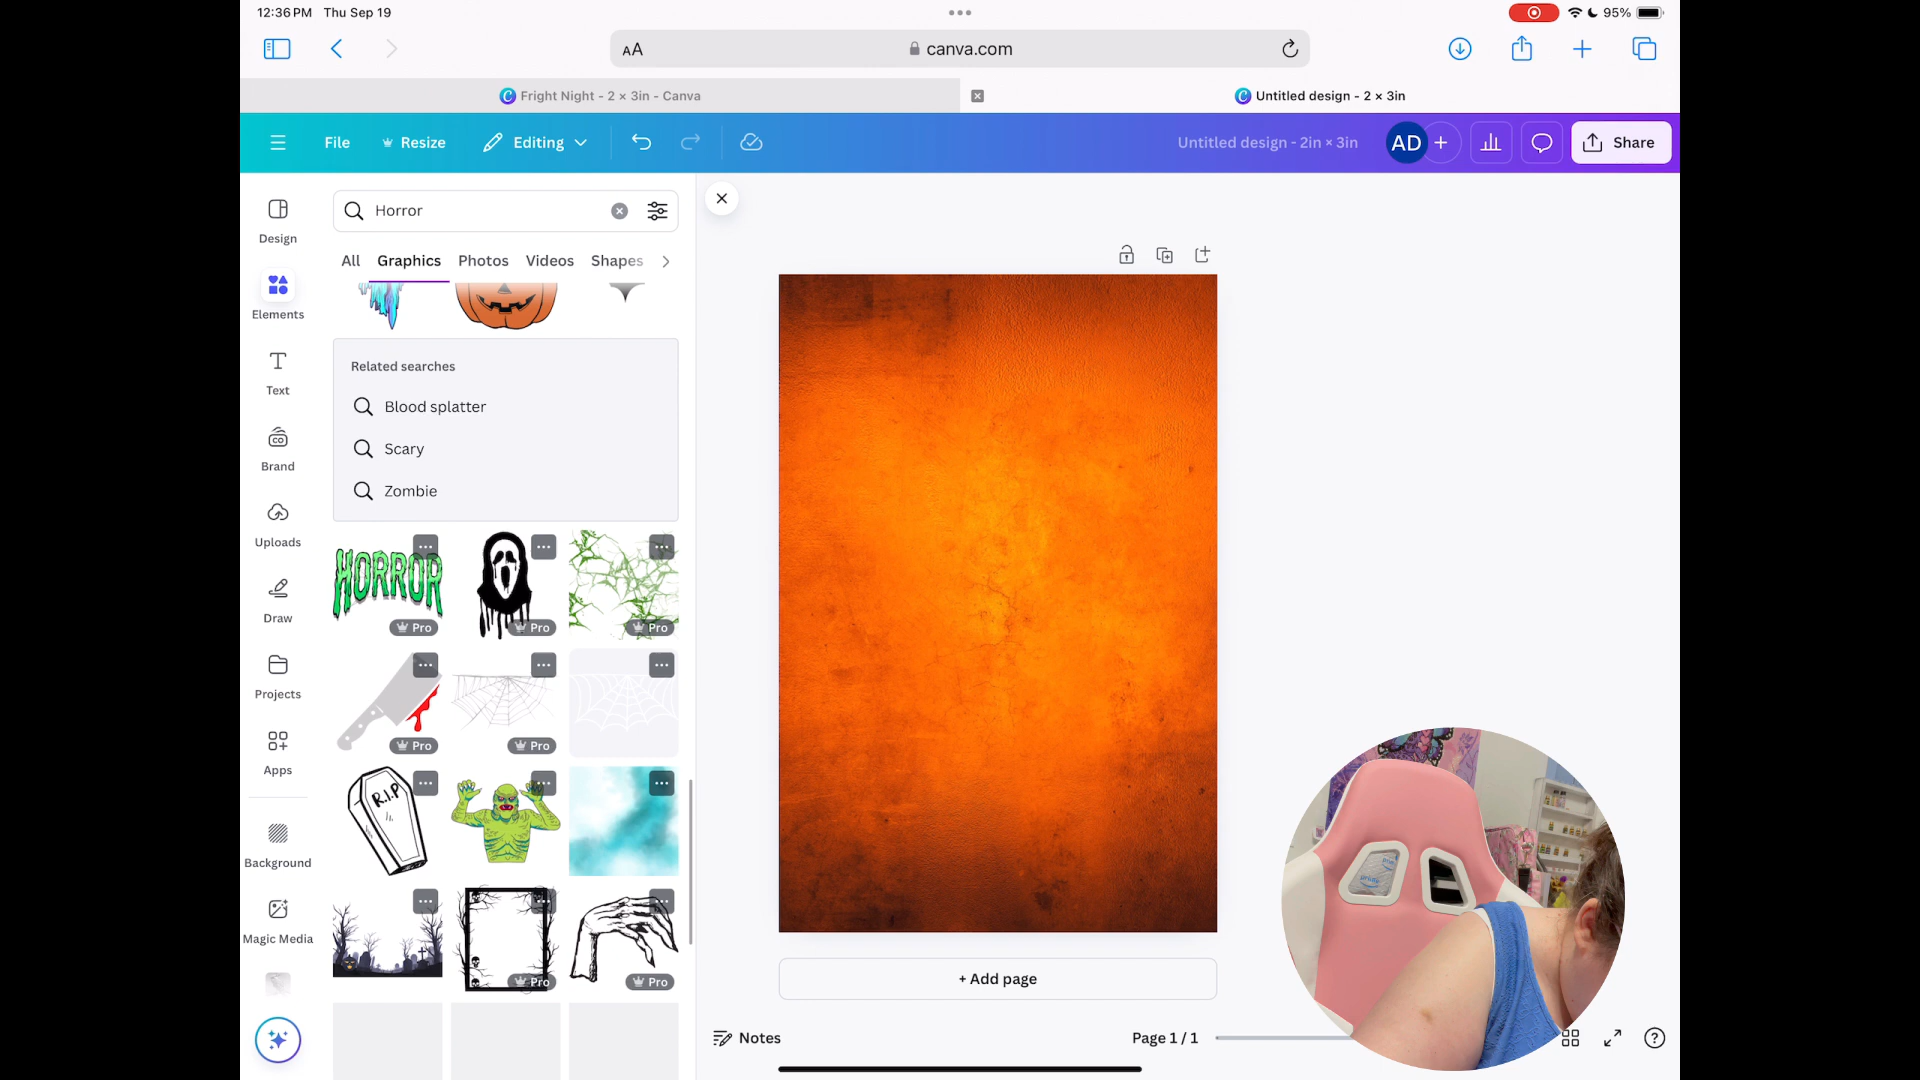 12:36 PM Thu Sep 19
95%
AA
canva.com
Fright Night - 2 × 3in - Canva
Untitled design - 2 × 3in
File
Resize
Editing
Untitled design - 2in × 3in
AD
+
Share
Design
Elements
Text
Brand
Uploads
Draw
Projects
Apps
Background
Magic Media
Horror
All
Graphics
Photos
Videos
Shapes
Related searches
Blood splatter
Scary
Zombie
HORROR
Pro
Pro
Pro
Pro
Pro
R.I.P
Pro
Pro
+ Add page
Notes
Page 1 / 1